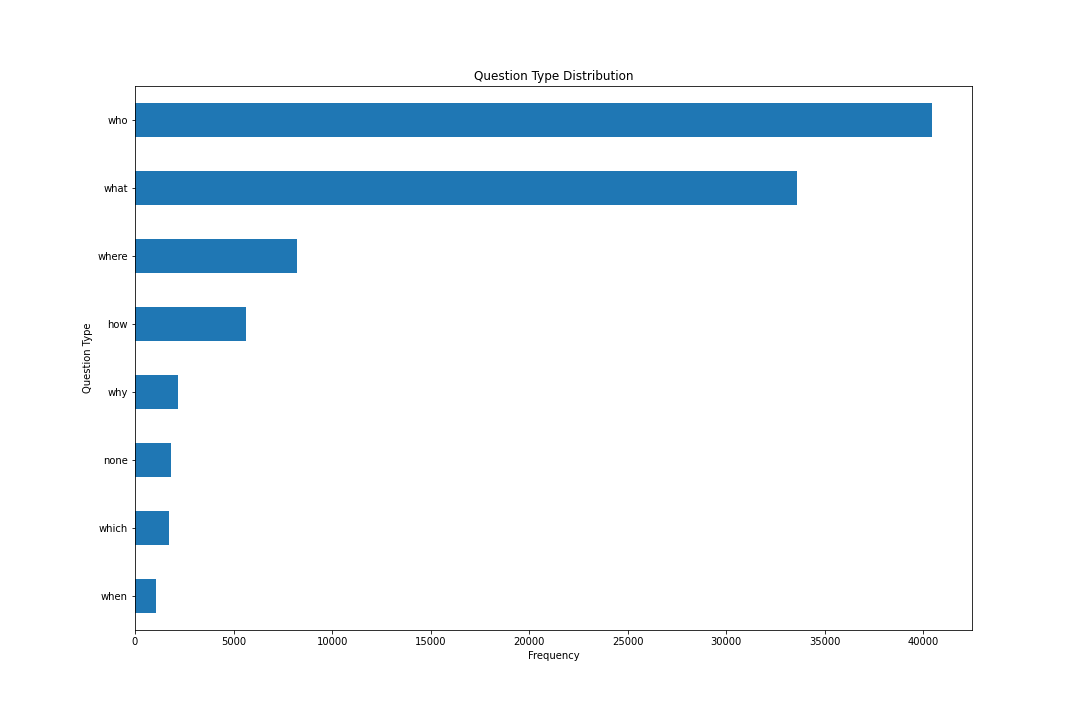 Question Type Distribution
who
what
where
how
why
none
which
when
Question Type
0 5000 10000 15000 20000 25000 30000 35000 40000
Frequency